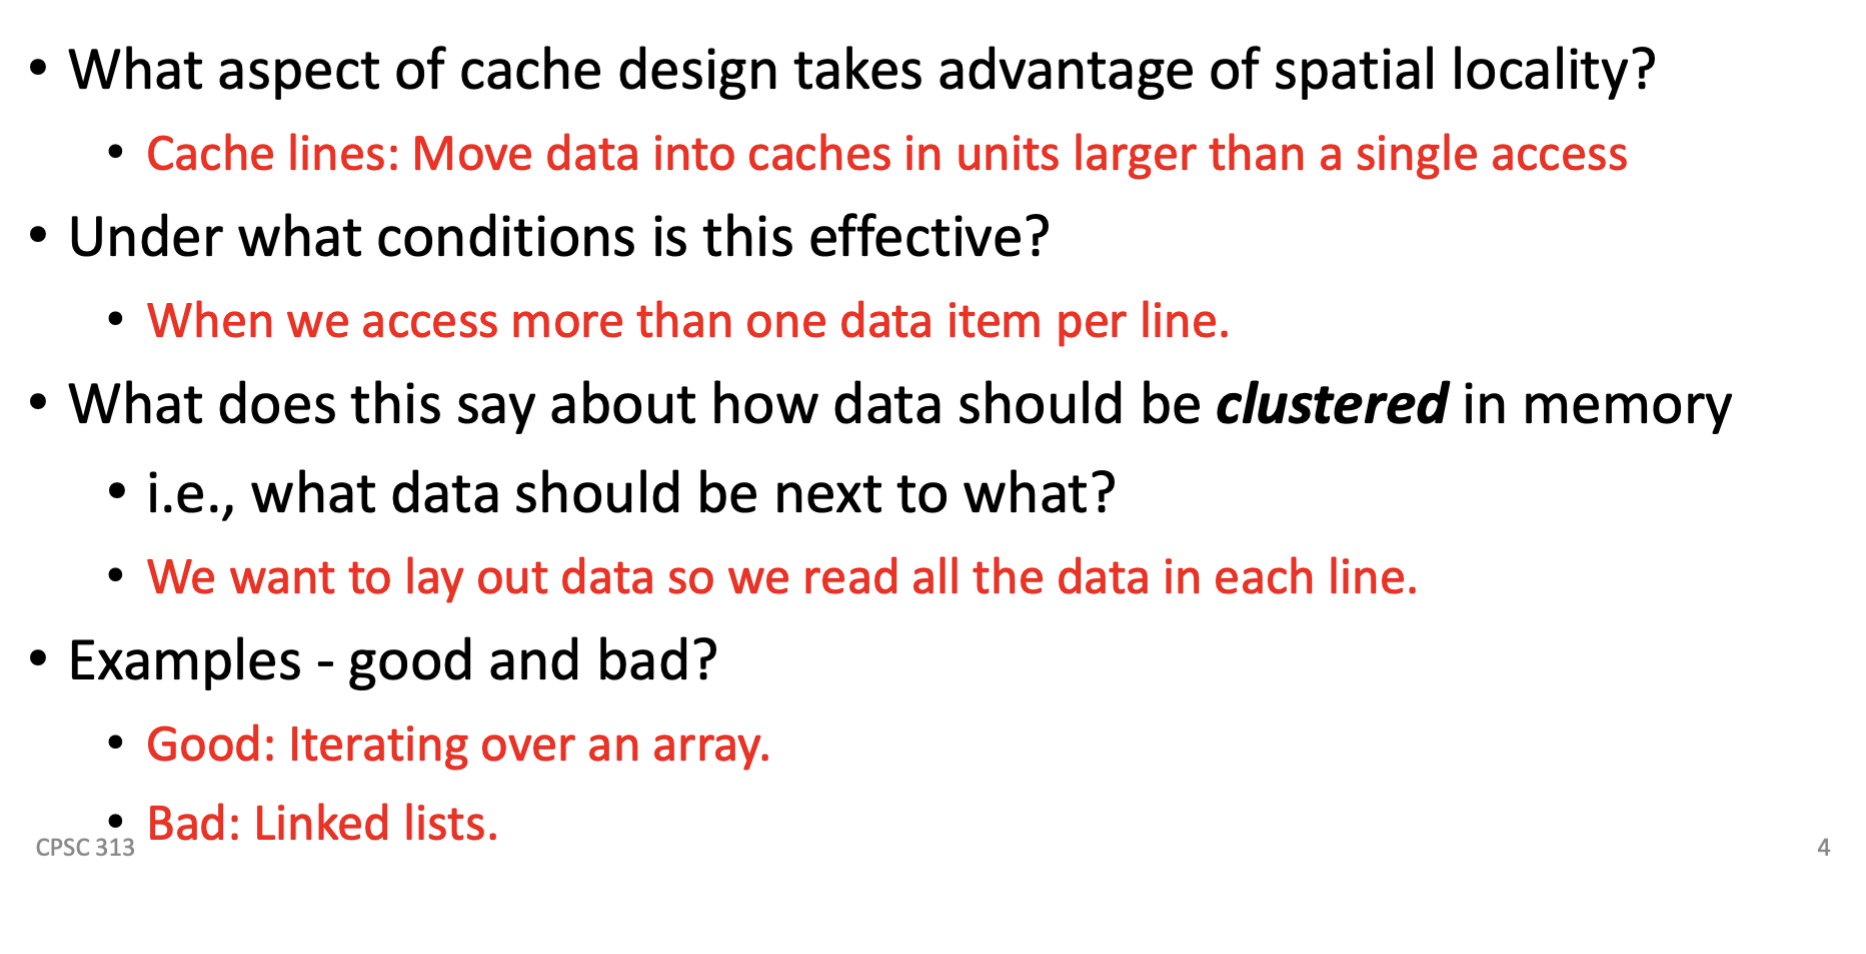 • What aspect of cache design takes advantage of spatial locality?
• Cache lines: Move data into caches in units larger than a single access
• Under what conditions is this effective?
• When we access more than one data item per line.
• What does this say about how data should be clustered in memory
• i.e., what data should be next to what?
• We want to lay out data so we read all the data in each line.
• Examples - good and bad?
• Good: Iterating over an array.
• Bad: Linked lists.
CPSC 313
4